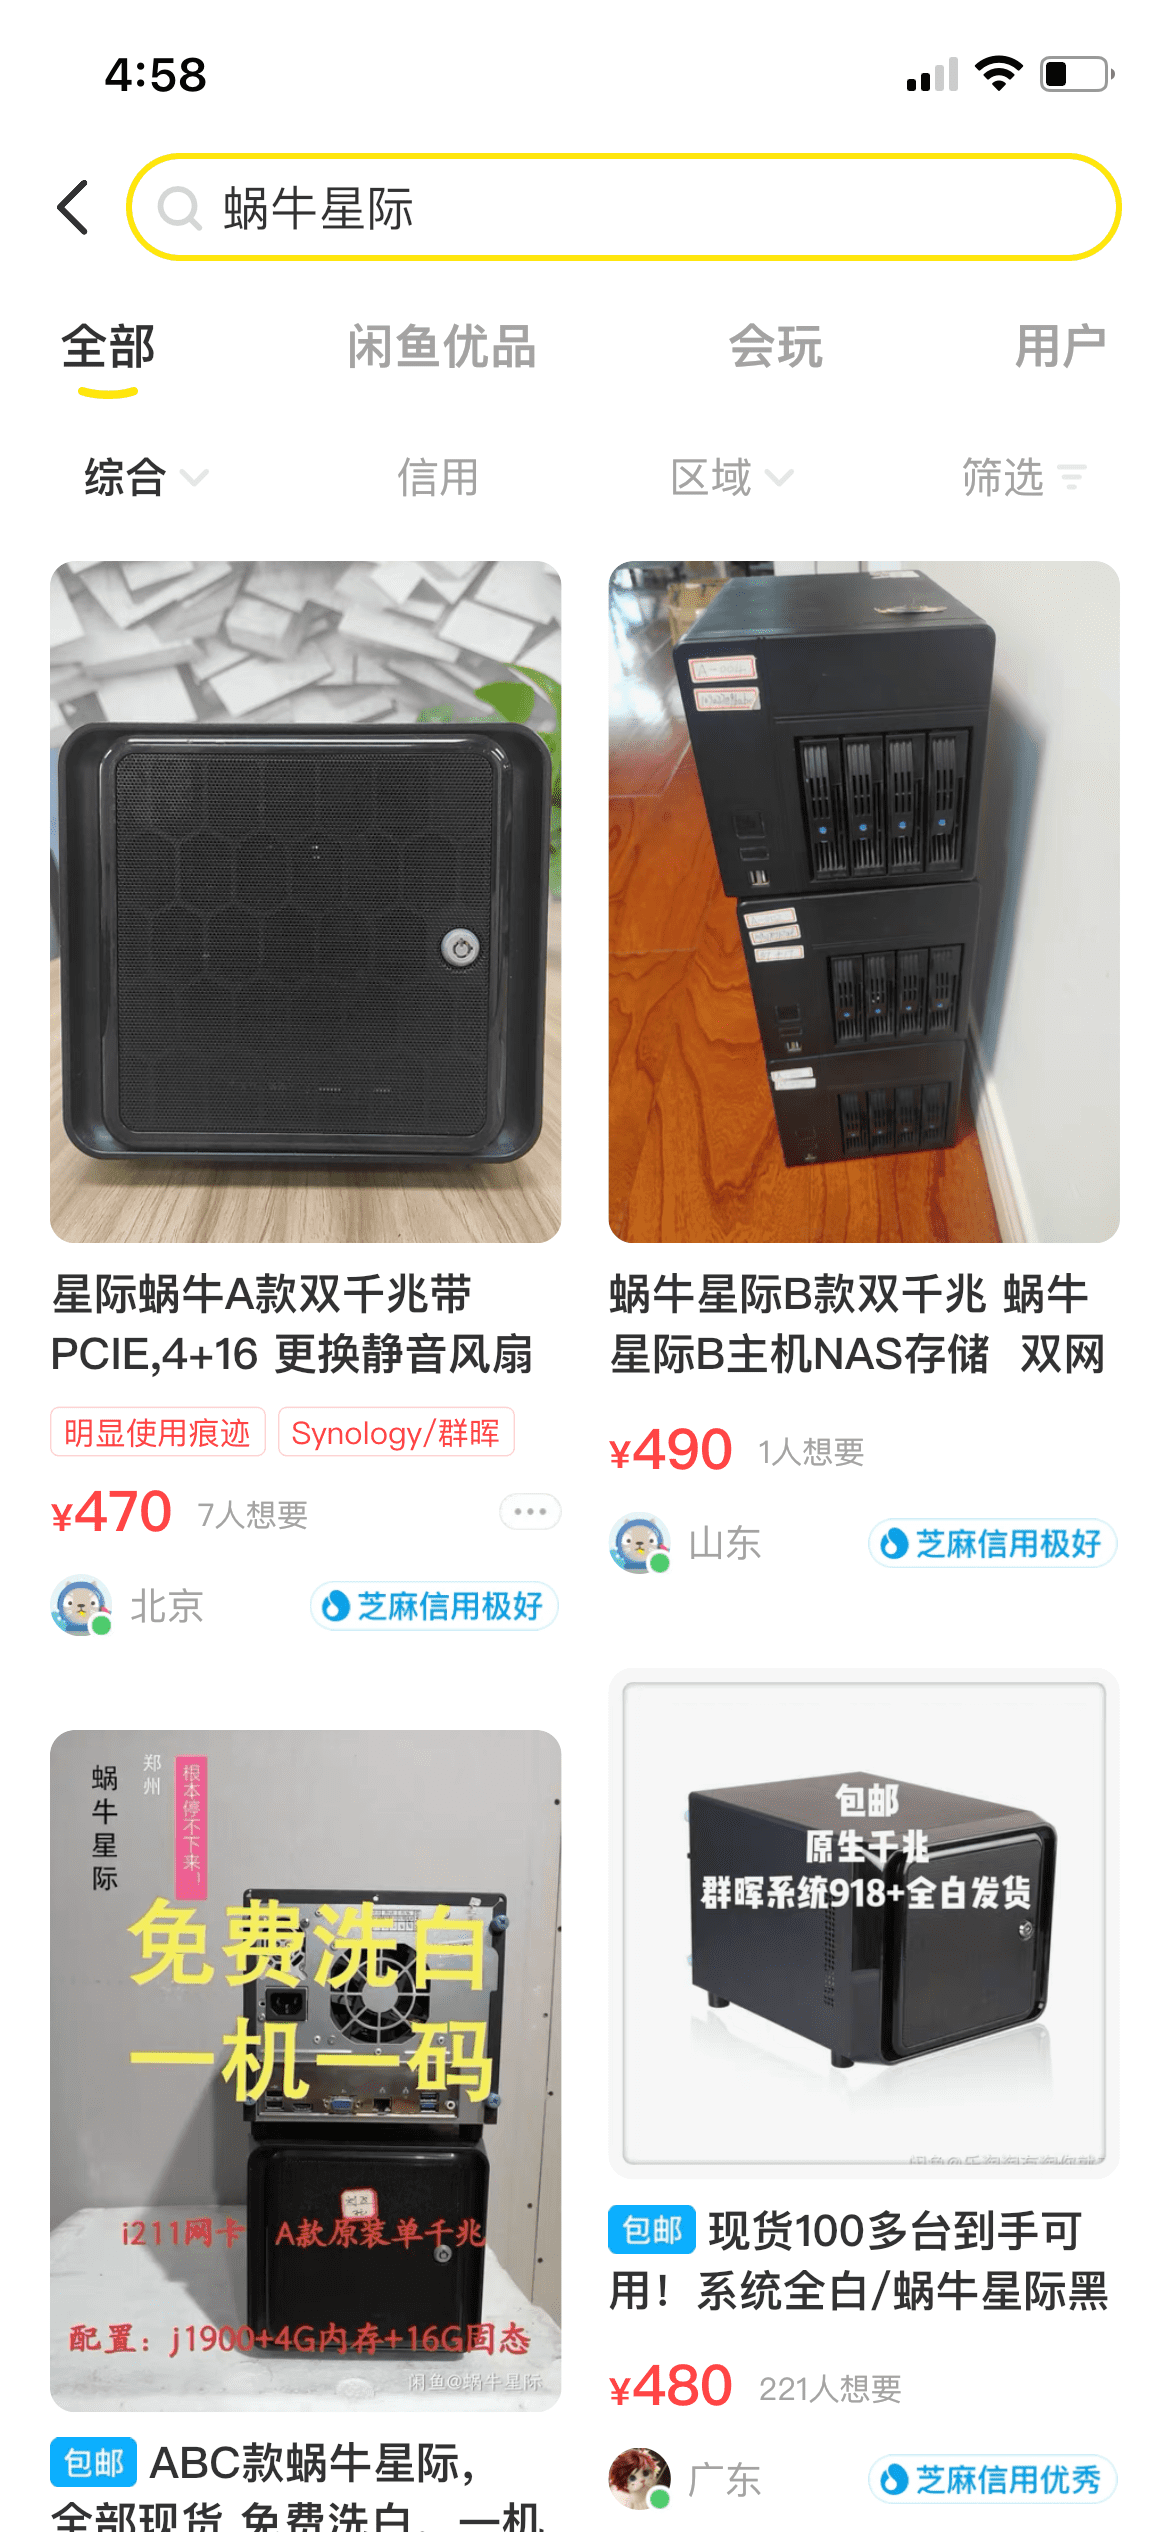 4:58
蜗牛星际
全部
闲鱼优品
会玩
用户
综合
信用
区域
筛选
星际蜗牛A款双千兆带
PCIE,4+16 更换静音风扇
明显使用痕迹
Synology/群晖
¥470
7人想要
北京
芝麻信用极好
蜗牛星际B款双千兆 蜗牛
星际B主机NAS存储 双网
¥490
1人想要
山东
芝麻信用极好
蜗牛星际
郑州
根本停不下来!
免费洗白
一机一码
i211网卡 A款原装单千兆
配置：j1900+4G内存+16G固态
闲鱼@蜗牛星际
包邮 ABC款蜗牛星际，
全部现货 免费洗白，一机
包邮
原生千兆
群晖系统918+全白发货
包邮 现货100多台到手可
用！系统全白/蜗牛星际黑
¥480
221人想要
广东
芝麻信用优秀